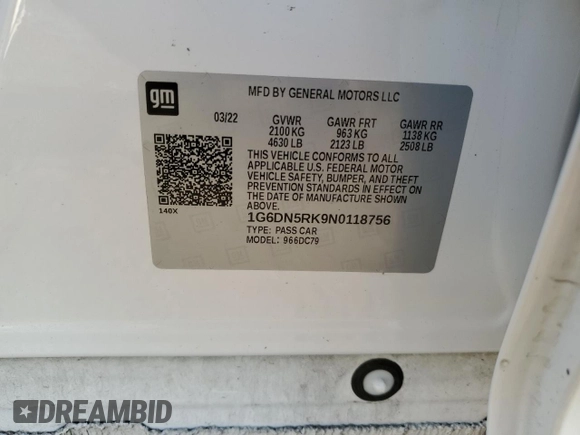 gm
MFD BY GENERAL MOTORS LLC
03/22 GVWR GAWR FRT GAWR RR
2100 KG 963 KG 1138 KG
4630 LB 2123 LB 2508 LB
THIS VEHICLE CONFORMS TO ALL
APPLICABLE U.S. FEDERAL MOTOR
VEHICLE SAFETY, BUMPER, AND THEFT
PREVENTION STANDARDS IN EFFECT ON
THE DATE OF MANUFACTURE SHOWN
ABOVE.
140X
1G6DN5RK9N0118756
TYPE: PASS CAR
MODEL: 966DC79
DREAMBID